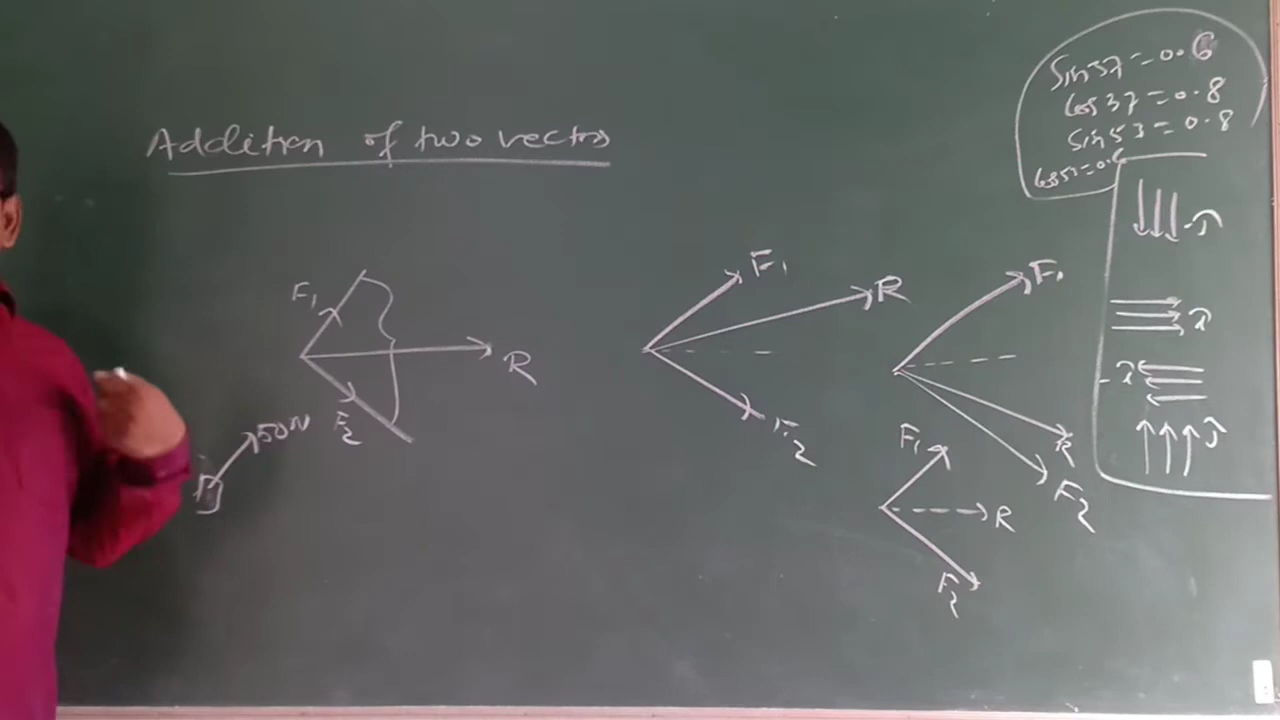 Addition of two vectors
Sin37=0.6
Cos37=0.8
Sin53=0.8
Cos53=0.6
-ĵ
î
-î
ĵ
F₁
R
F₂
50N
F₁
R
F₂
F₁
R
F₂
F₁
R
F₂